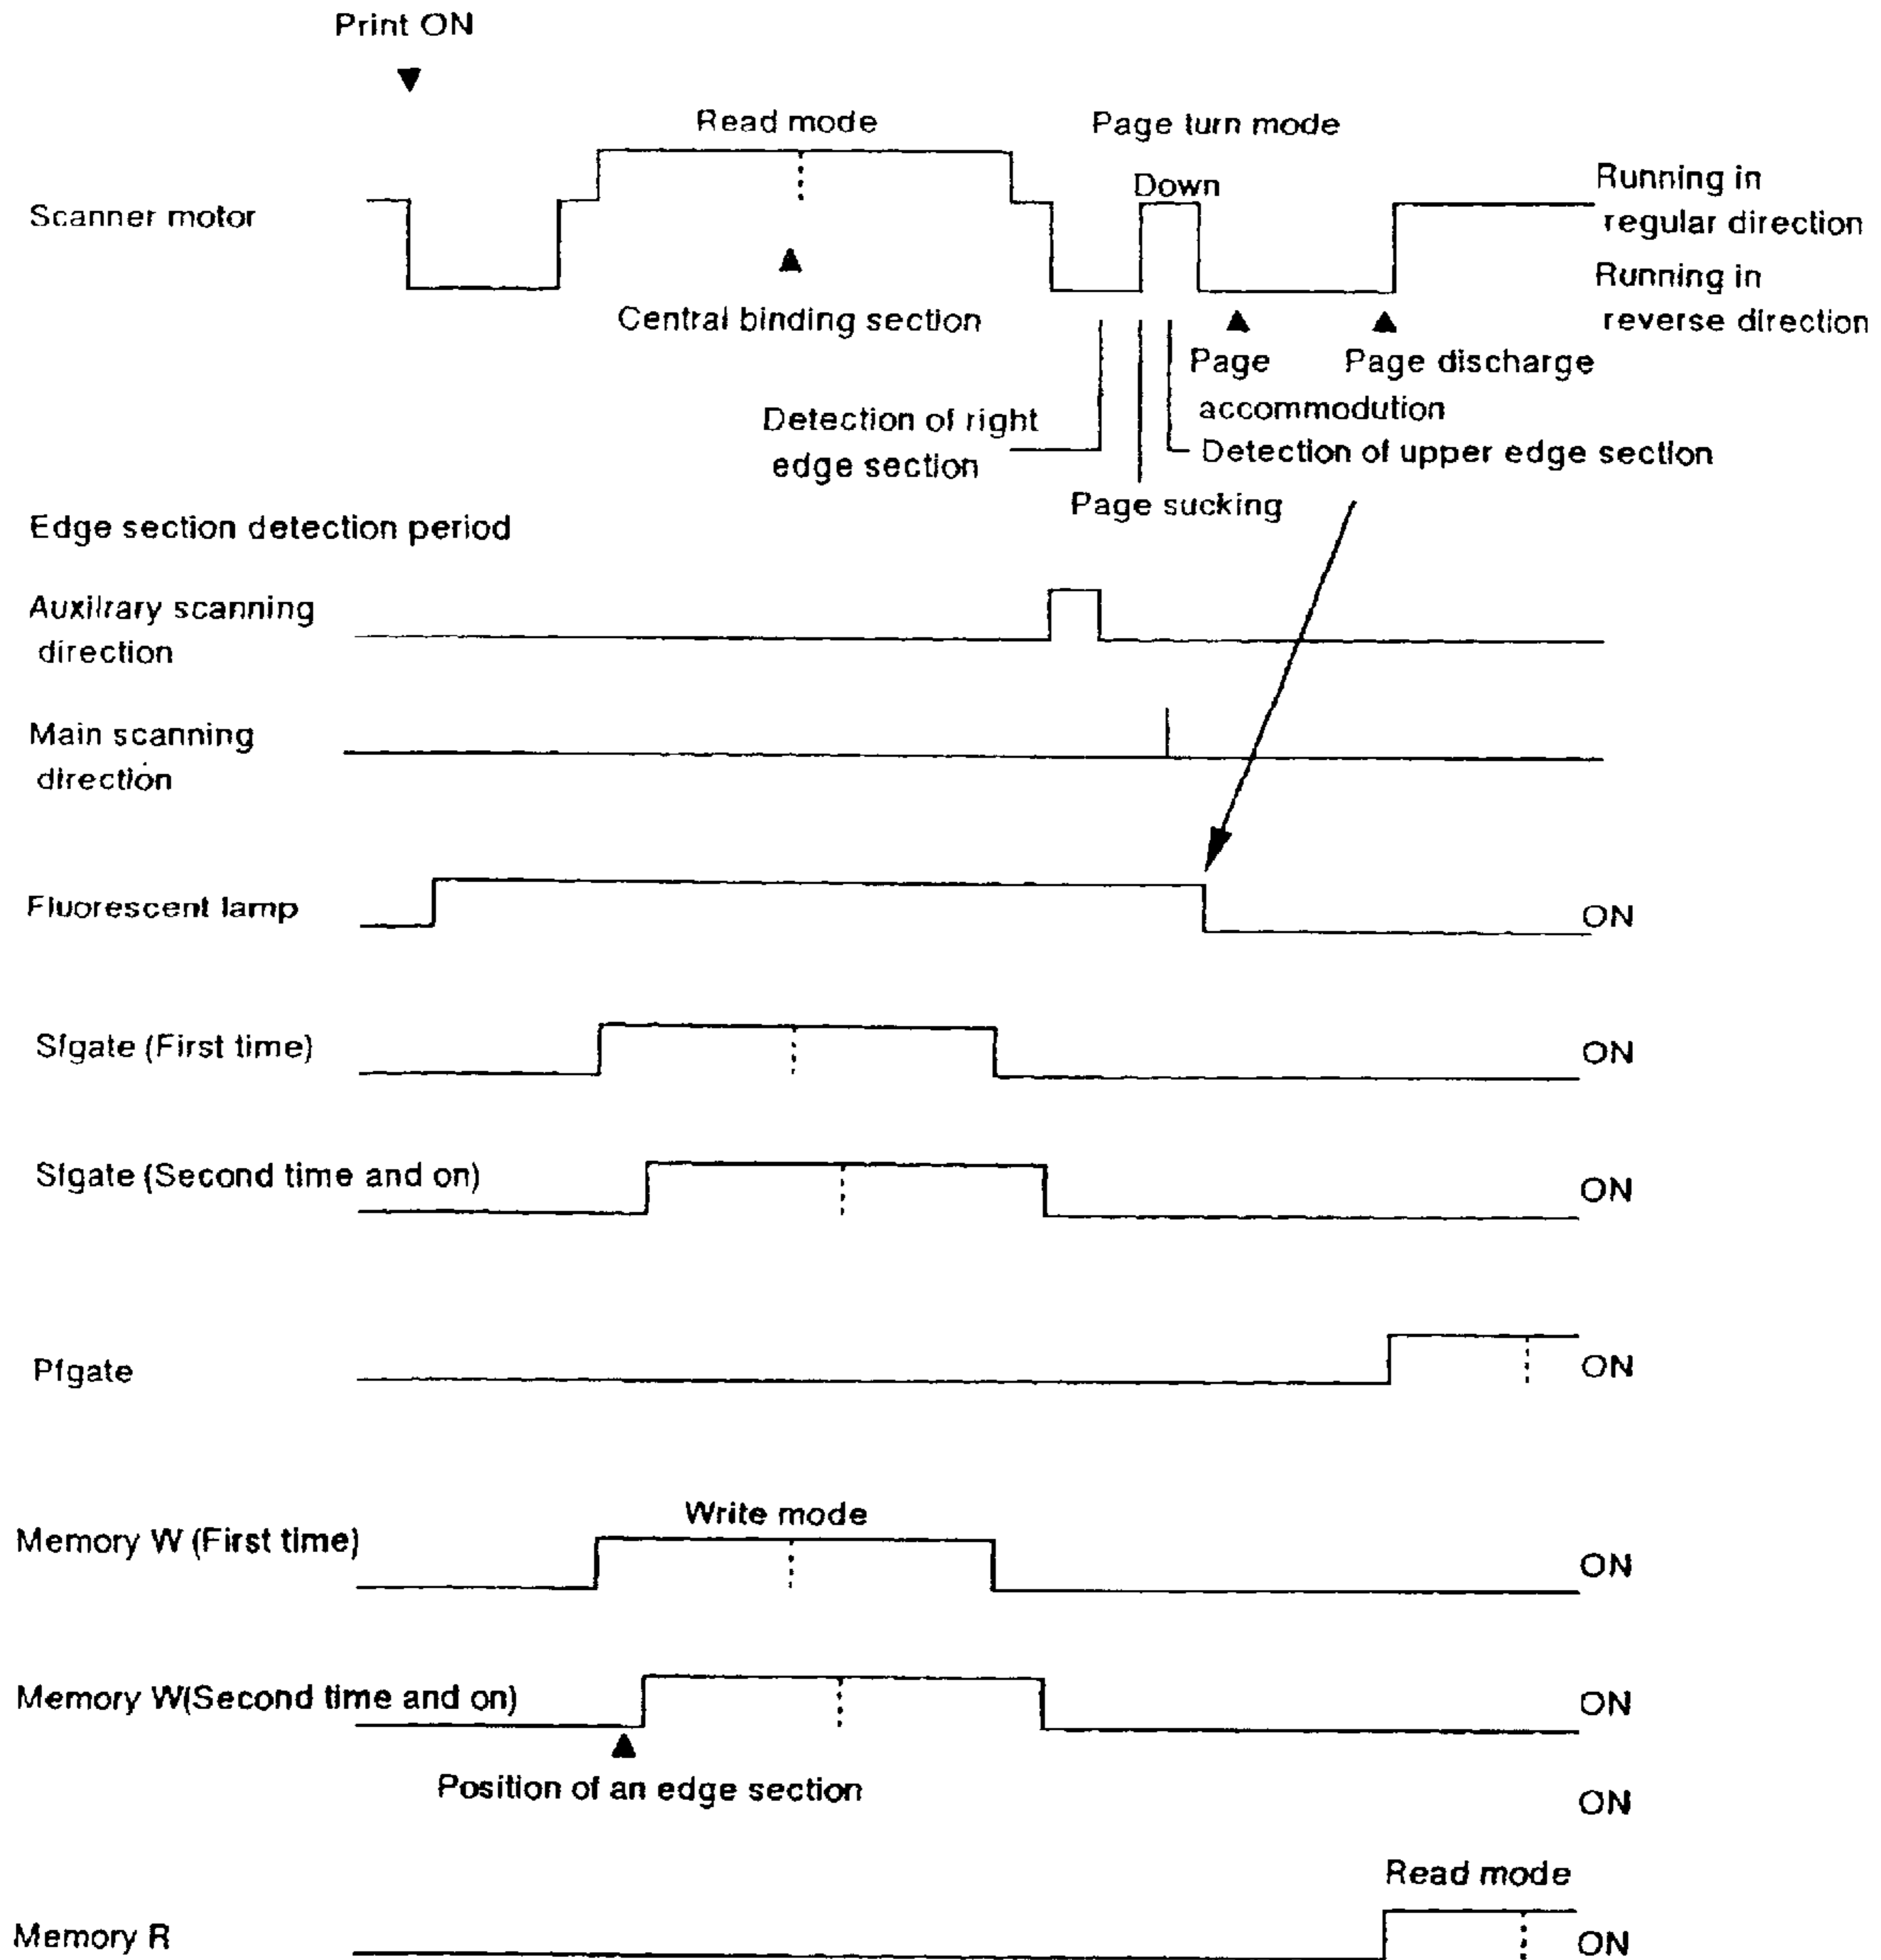 Print ON
Read mode
Page turn mode
Down
Running in
regular direction
Scanner motor
Running in
reverse direction
Central binding section
Page
accommodution
Page discharge
Detection of right
edge section
Detection of upper edge section
Page sucking
Edge section detection period
Auxilrary scanning
direction
Main scanning
direction
Fluorescent lamp
ON
Sfgate (First time)
ON
Sfgate (Second time and on)
ON
Pfgate
ON
Write mode
Memory W (First time)
ON
Memory W(Second time and on)
ON
Position of an edge section
ON
Read mode
Memory R
ON